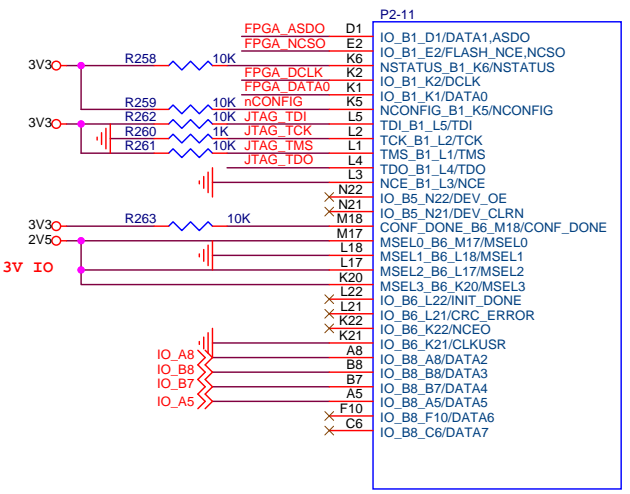 P2-11
FPGA_ASDO D1 IO_B1_D1/DATA1,ASDO
FPGA_NCSO E2 IO_B1_E2/FLASH_NCE,NCSO
3V3 R258 10K K6 NSTATUS_B1_K6/NSTATUS
FPGA_DCLK K2 IO_B1_K2/DCLK
FPGA_DATA0 K1 IO_B1_K1/DATA0
R259 10K nCONFIG K5 NCONFIG_B1_K5/NCONFIG
3V3 R262 10K JTAG_TDI L5 TDI_B1_L5/TDI
R260 1K JTAG_TCK L2 TCK_B1_L2/TCK
R261 10K JTAG_TMS L1 TMS_B1_L1/TMS
JTAG_TDO L4 TDO_B1_L4/TDO
L3 NCE_B1_L3/NCE
N22 IO_B5_N22/DEV_OE
N21 IO_B5_N21/DEV_CLRN
3V3 R263 10K M18 CONF_DONE_B6_M18/CONF_DONE
2V5 M17 MSEL0_B6_M17/MSEL0
L18 MSEL1_B6_L18/MSEL1
3V IO L17 MSEL2_B6_L17/MSEL2
K20 MSEL3_B6_K20/MSEL3
L22 IO_B6_L22/INIT_DONE
L21 IO_B6_L21/CRC_ERROR
K22 IO_B6_K22/NCEO
K21 IO_B6_K21/CLKUSR
IO_A8 A8 IO_B8_A8/DATA2
IO_B8 B8 IO_B8_B8/DATA3
IO_B7 B7 IO_B8_B7/DATA4
IO_A5 A5 IO_B8_A5/DATA5
F10 IO_B8_F10/DATA6
C6 IO_B8_C6/DATA7